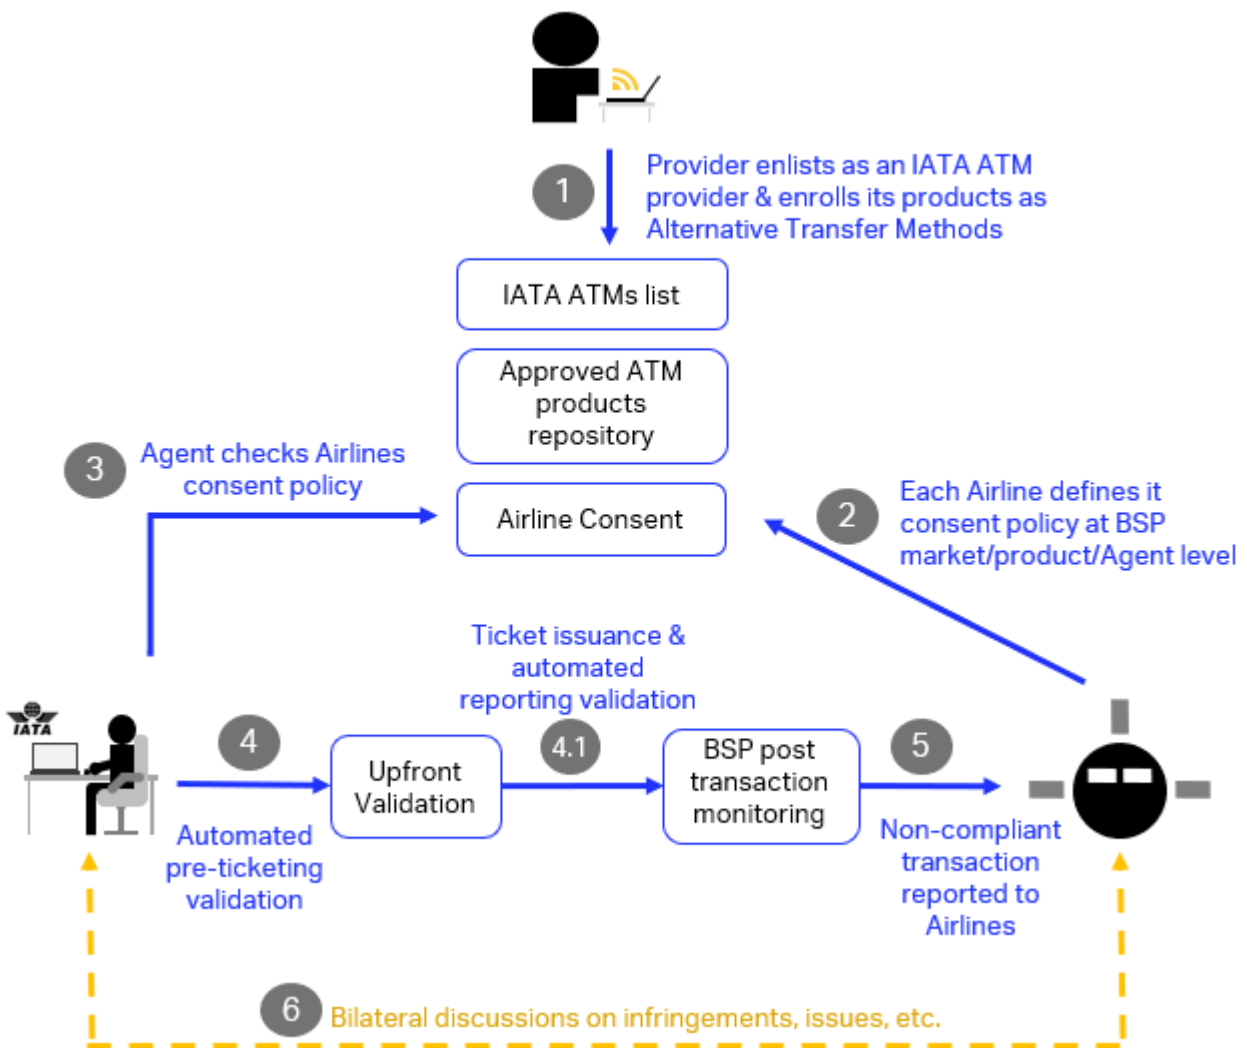 1
Provider enlists as an IATA ATM
provider & enrolls its products as
Alternative Transfer Methods
IATA ATMs list
Approved ATM
products
repository
3
Agent checks Airlines
consent policy
Airline Consent
2
Each Airline defines it
consent policy at BSP
market/product/Agent level
Ticket issuance &
automated
reporting validation
IATA
4
Automated
pre-ticketing
validation
Upfront
Validation
4.1
BSP post
transaction
monitoring
5
Non-compliant
transaction
reported to
Airlines
6
Bilateral discussions on infringements, issues, etc.